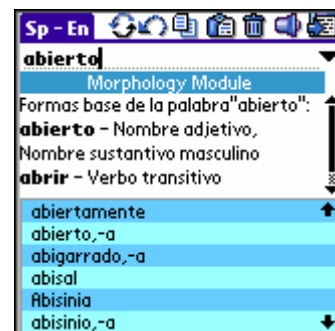 Sp - En
abierto
Morphology Module
Formas base de la palabra"abierto":
abierto - Nombre adjetivo,
Nombre sustantivo masculino
abrir - Verbo transitivo
abiertamente
abierto,-a
abigarrado,-a
abisal
Abisinia
abisinio,-a